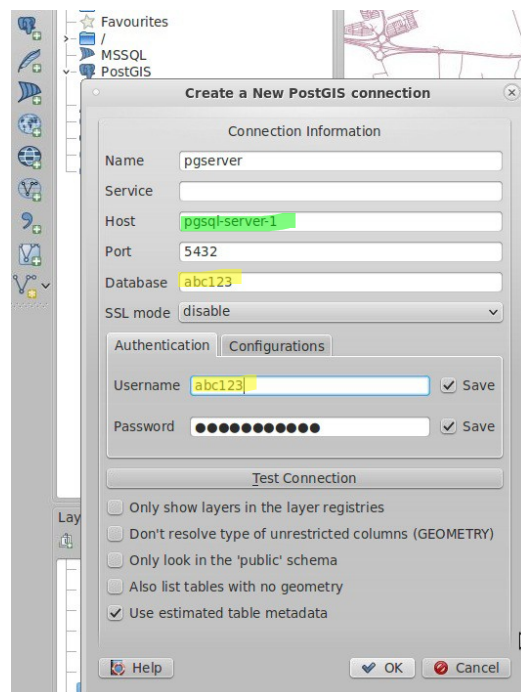 Favourites
/
MSSQL
PostGIS
Create a New PostGIS connection
Connection Information
Name pgserver
Service
Host pgsql-server-1
Port 5432
Database abc123
SSL mode disable
Authentication Configurations
Username abc123 Save
Password ●●●●●●●●●●● Save
Test Connection
Only show layers in the layer registries
Don't resolve type of unrestricted columns (GEOMETRY)
Only look in the 'public' schema
Also list tables with no geometry
Use estimated table metadata
Lay
Help OK Cancel